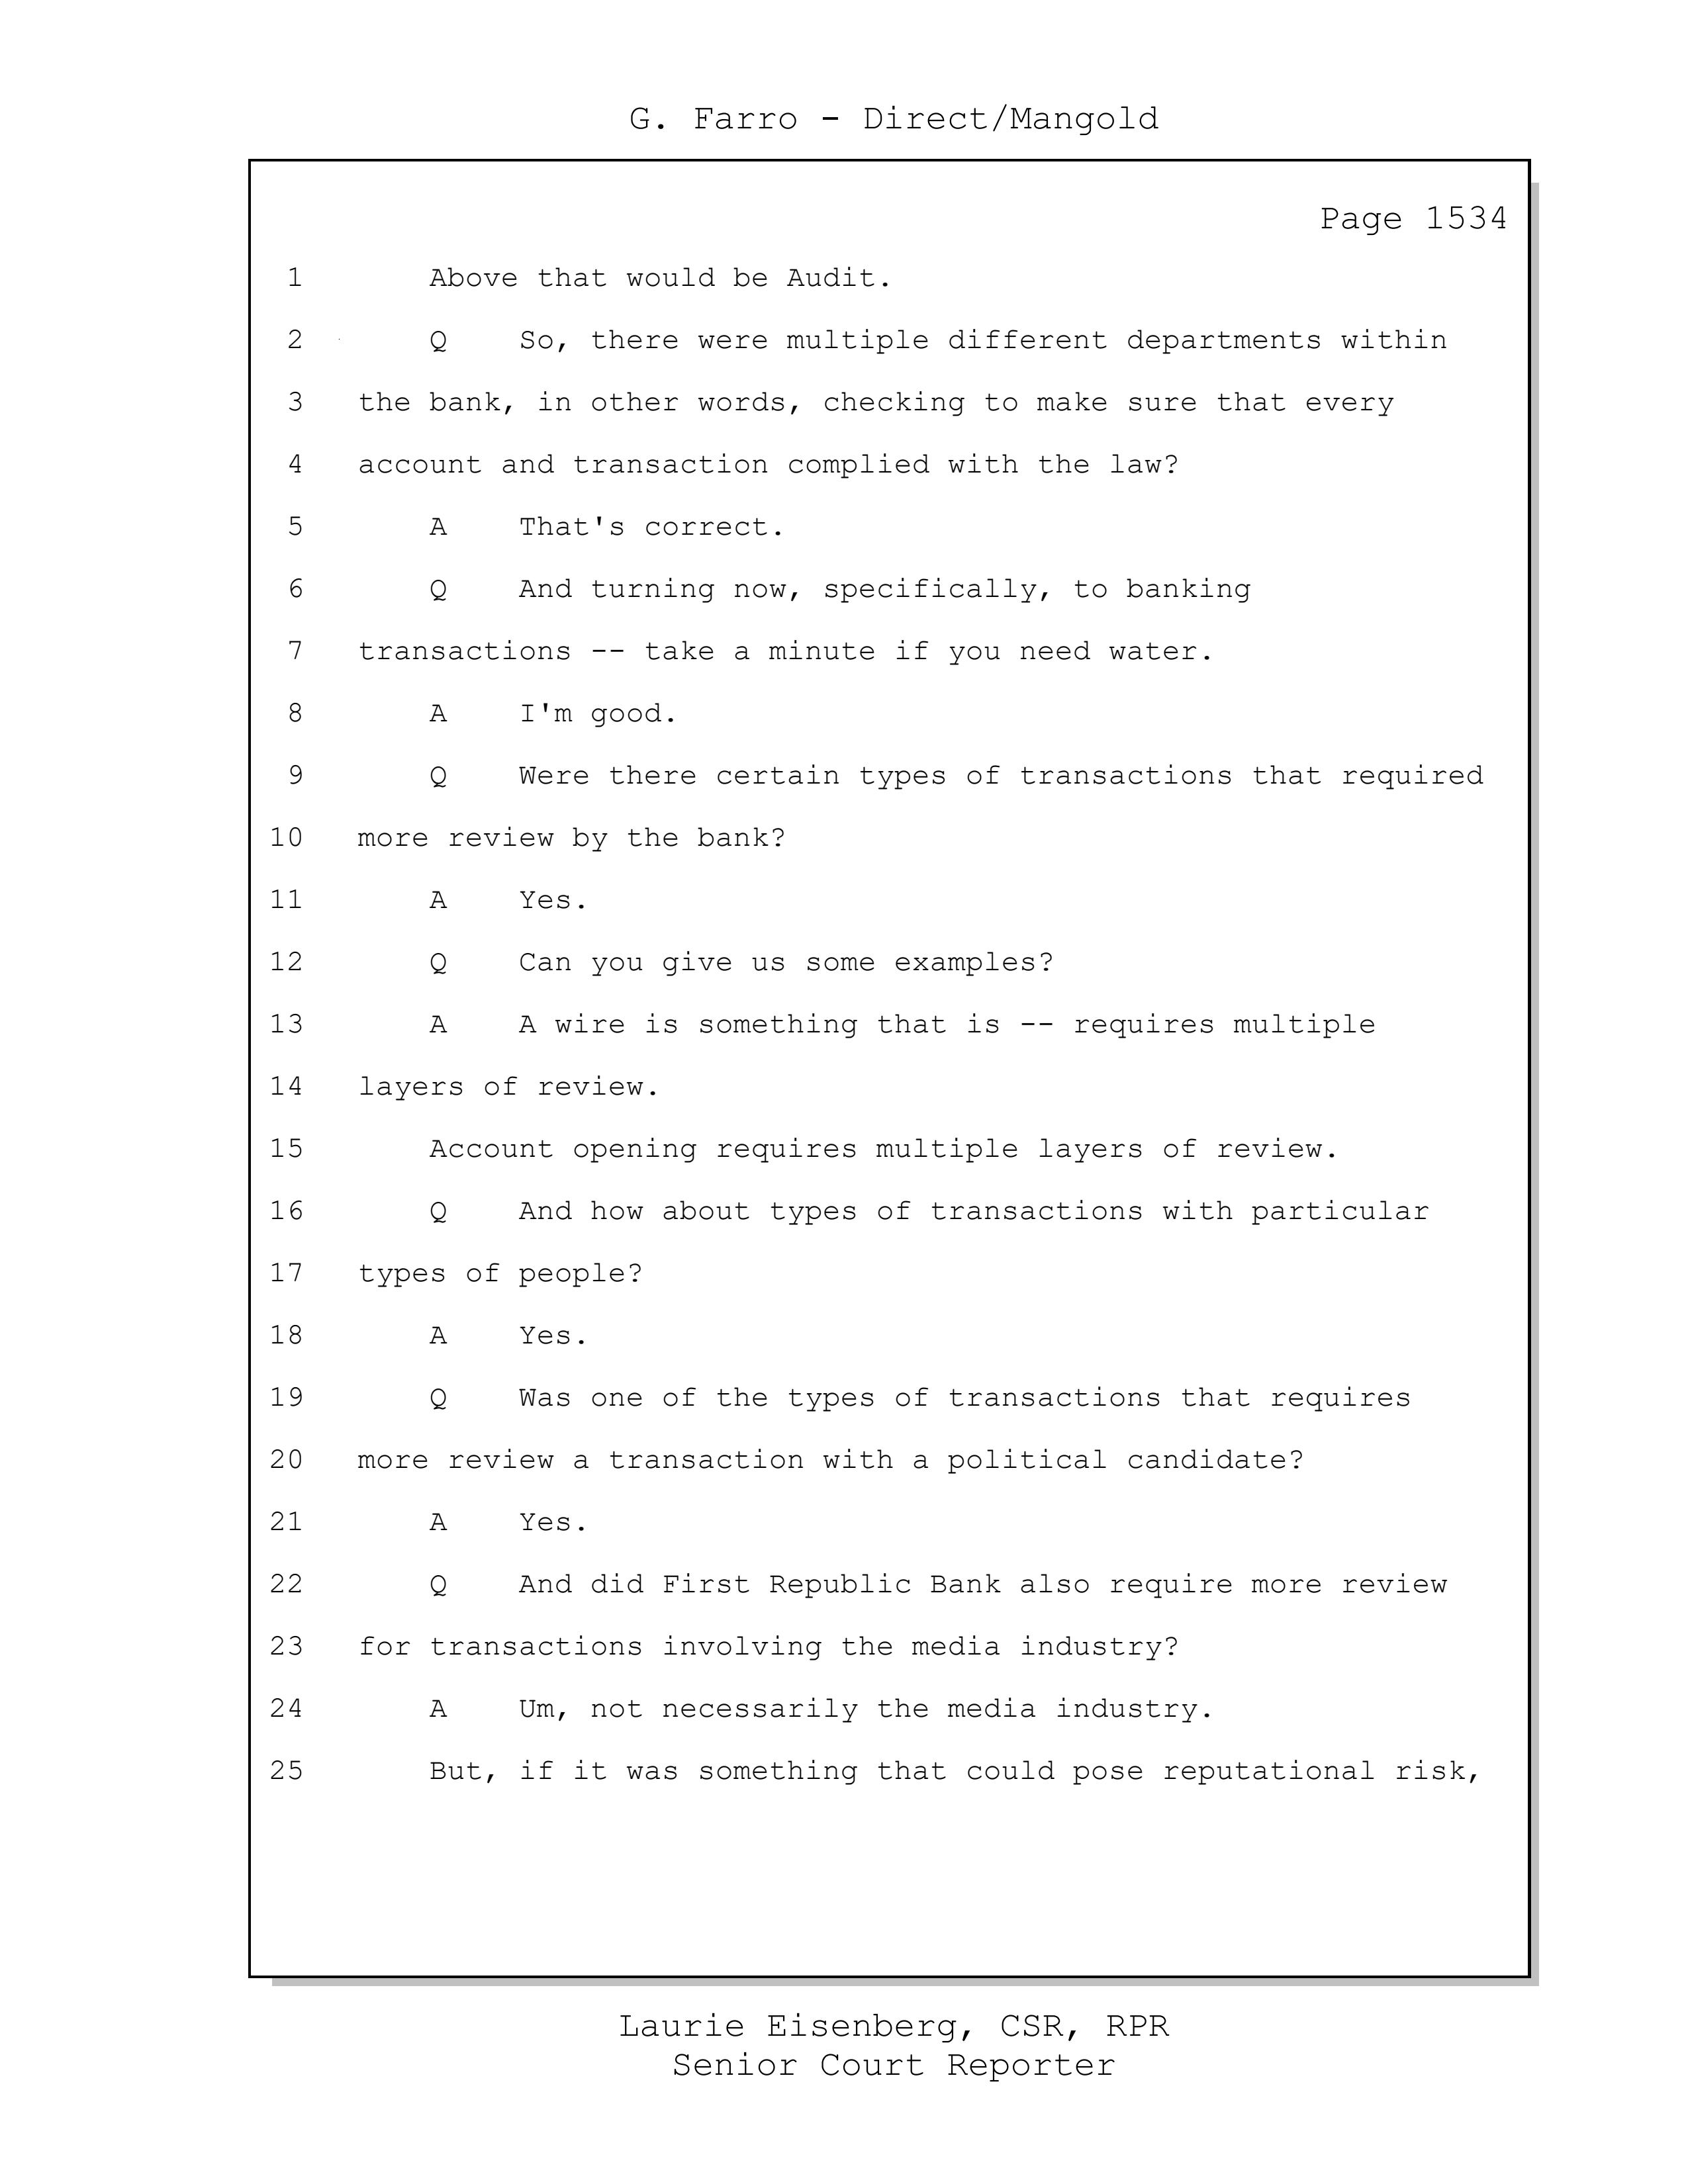 G. Farro - Direct/Mangold
Page 1534
1 Above that would be Audit.
2 Q So, there were multiple different departments within
3 the bank, in other words, checking to make sure that every
4 account and transaction complied with the law?
5 A That's correct.
6 Q And turning now, specifically, to banking
7 transactions -- take a minute if you need water.
8 A I'm good.
9 Q Were there certain types of transactions that required
10 more review by the bank?
11 A Yes.
12 Q Can you give us some examples?
13 A A wire is something that is -- requires multiple
14 layers of review.
15 Account opening requires multiple layers of review.
16 Q And how about types of transactions with particular
17 types of people?
18 A Yes.
19 Q Was one of the types of transactions that requires
20 more review a transaction with a political candidate?
21 A Yes.
22 Q And did First Republic Bank also require more review
23 for transactions involving the media industry?
24 A Um, not necessarily the media industry.
25 But, if it was something that could pose reputational risk,
Laurie Eisenberg, CSR, RPR
Senior Court Reporter